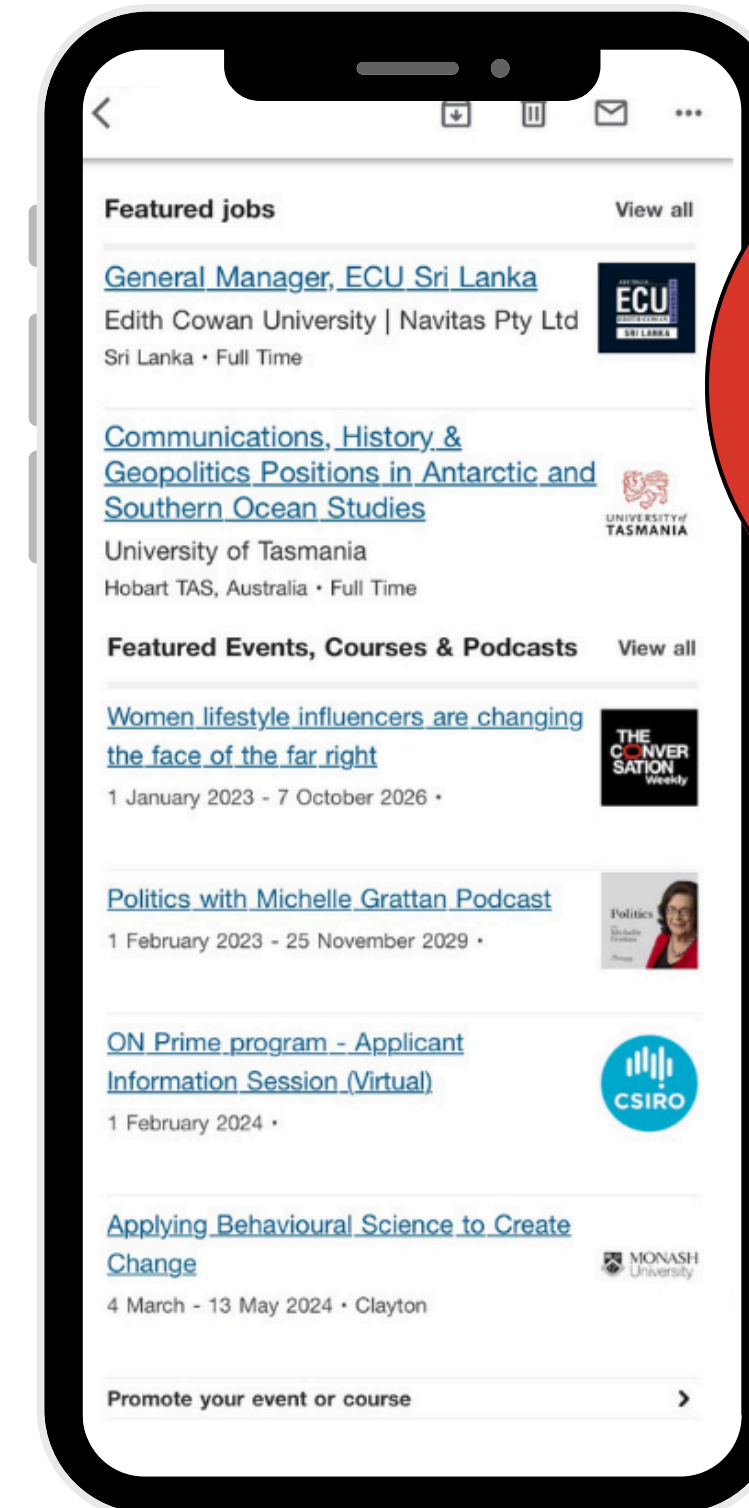 Featured jobs View all
General Manager, ECU Sri Lanka
Edith Cowan University | Navitas Pty Ltd
Sri Lanka • Full Time
ECU
SRI LANKA
Communications, History &
Geopolitics Positions in Antarctic and
Southern Ocean Studies
University of Tasmania
Hobart TAS, Australia • Full Time
UNIVERSITY of
TASMANIA
Featured Events, Courses & Podcasts View all
Women lifestyle influencers are changing
the face of the far right
1 January 2023 - 7 October 2026 •
THE
CONVER
SATION
Weekly
Politics with Michelle Grattan Podcast
1 February 2023 - 25 November 2029 •
Politics
with
Michelle
Grattan
ON Prime program - Applicant
Information Session (Virtual)
1 February 2024 •
CSIRO
Applying Behavioural Science to Create
Change
4 March - 13 May 2024 • Clayton
MONASH
University
Promote your event or course